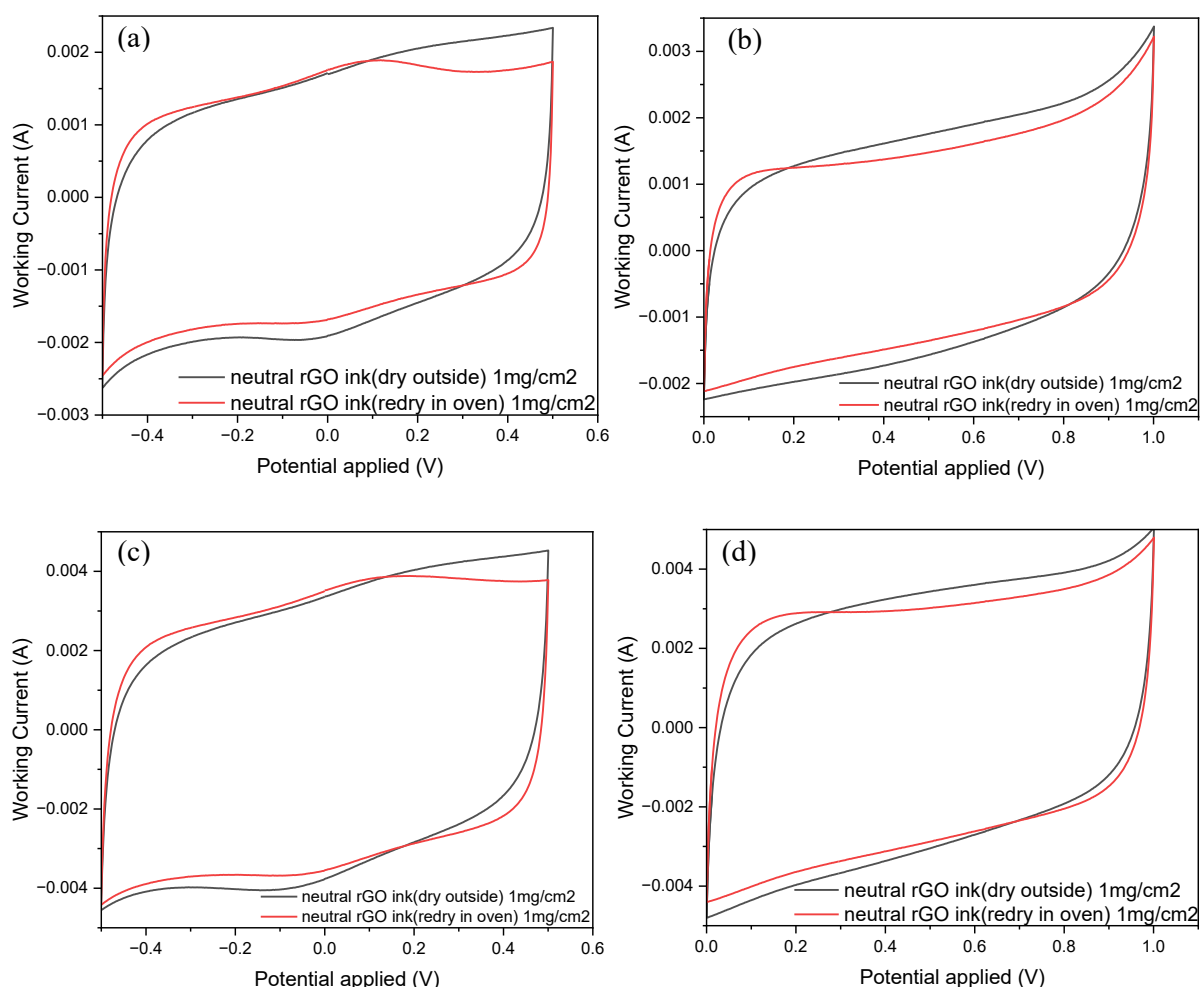 (a)
0.002
0.001
0.000
−0.001
−0.002
−0.003
Working Current (A)
neutral rGO ink(dry outside) 1mg/cm2
neutral rGO ink(redry in oven) 1mg/cm2
−0.4 −0.2 0.0 0.2 0.4 0.6
Potential applied (V)
(b)
0.003
0.002
0.001
0.000
−0.001
−0.002
Working Current (A)
neutral rGO ink(dry outside) 1mg/cm2
neutral rGO ink(redry in oven) 1mg/cm2
0.0 0.2 0.4 0.6 0.8 1.0
Potential applied (V)
(c)
0.004
0.002
0.000
−0.002
−0.004
Working Current (A)
neutral rGO ink(dry outside) 1mg/cm2
neutral rGO ink(redry in oven) 1mg/cm2
−0.4 −0.2 0.0 0.2 0.4 0.6
Potential applied (V)
(d)
0.004
0.002
0.000
−0.002
−0.004
Working Current (A)
neutral rGO ink(dry outside) 1mg/cm2
neutral rGO ink(redry in oven) 1mg/cm2
0.0 0.2 0.4 0.6 0.8 1.0
Potential applied (V)